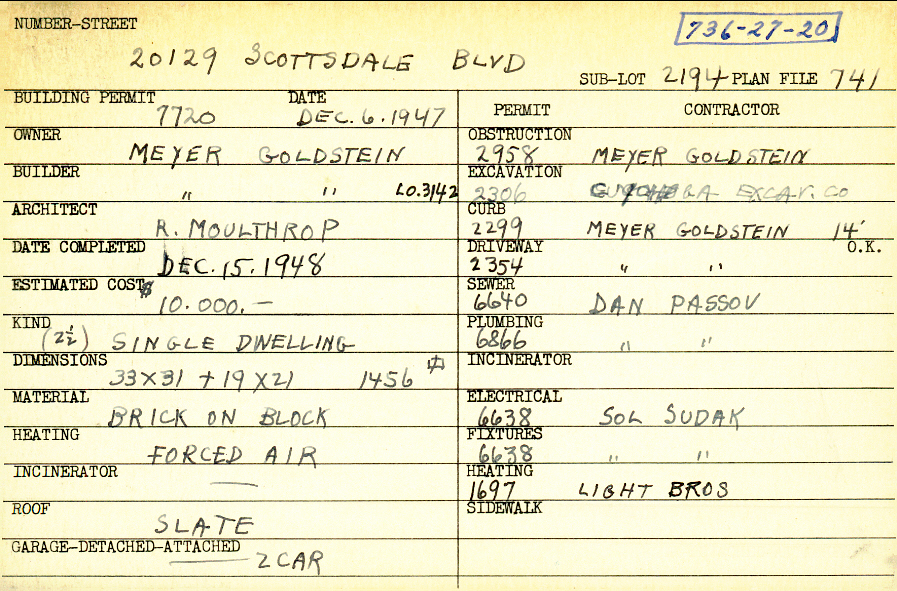 NUMBER-STREET
736-27-20
20129 SCOTTSDALE BLVD
SUB-LOT 2194 PLAN FILE 741
BUILDING PERMIT DATE
7720 DEC. 6. 1947
OWNER
MEYER GOLDSTEIN
BUILDER
" " LO.3142
ARCHITECT
R. MOULTHROP
DATE COMPLETED
DEC. 15. 1948
ESTIMATED COST $
10.000.—
KIND
(2½) SINGLE DWELLING
DIMENSIONS
33 X 31 + 19 X 21 1456
MATERIAL
BRICK ON BLOCK
HEATING
FORCED AIR
INCINERATOR
—
ROOF
SLATE
GARAGE-DETACHED-ATTACHED
2 CAR
PERMIT CONTRACTOR
OBSTRUCTION
2958 MEYER GOLDSTEIN
EXCAVATION
2306 EXCAV. CO
CURB
2299 MEYER GOLDSTEIN 14'
DRIVEWAY O.K.
2354 " "
SEWER
6640 DAN PASSOV
PLUMBING
6866 " "
INCINERATOR
ELECTRICAL
6638 SOL SUDAK
FIXTURES
6638 " "
HEATING
1697 LIGHT BROS
SIDEWALK